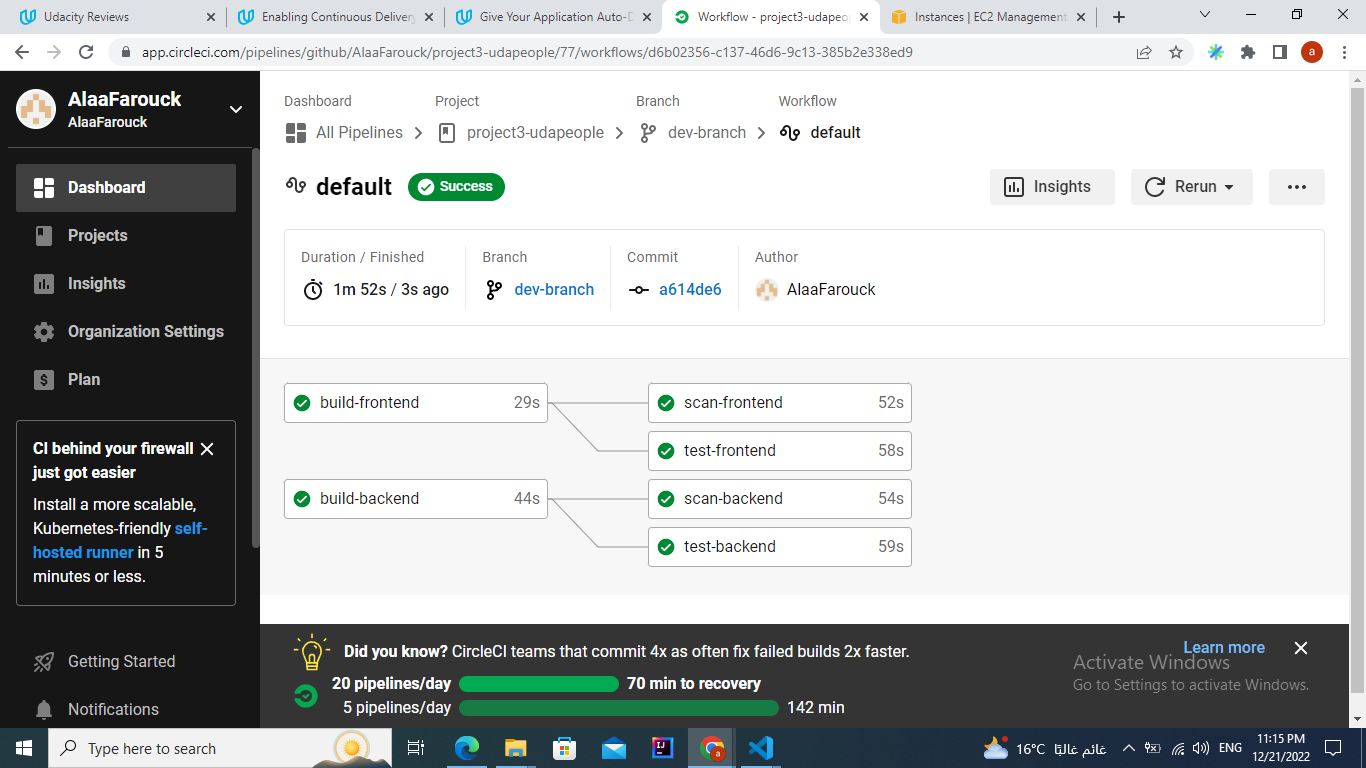 Udacity Reviews
Enabling Continuous Deliver
Give Your Application Auto-D
Workflow - project3-udapeo
Instances | EC2 Management
app.circleci.com/pipelines/github/AlaaFarouck/project3-udapeople/77/workflows/d6b02356-c137-46d6-9c13-385b2e338ed9
a
AlaaFarouck
AlaaFarouck
Dashboard
Projects
Insights
Organization Settings
Plan
CI behind your firewall
just got easier
Install a more scalable,
Kubernetes-friendly self-
hosted runner in 5
minutes or less.
Getting Started
Notifications
Dashboard Project Branch Workflow
All Pipelines project3-udapeople dev-branch default
default Success
Insights Rerun
Duration / Finished Branch Commit Author
1m 52s / 3s ago dev-branch a614de6 AlaaFarouck
build-frontend 29s
scan-frontend 52s
test-frontend 58s
build-backend 44s
scan-backend 54s
test-backend 59s
Did you know? CircleCI teams that commit 4x as often fix failed builds 2x faster.
Learn more
20 pipelines/day 70 min to recovery
5 pipelines/day 142 min
Activate Windows
Go to Settings to activate Windows.
Type here to search
16°C غائم غالبًا
ENG
11:15 PM
12/21/2022